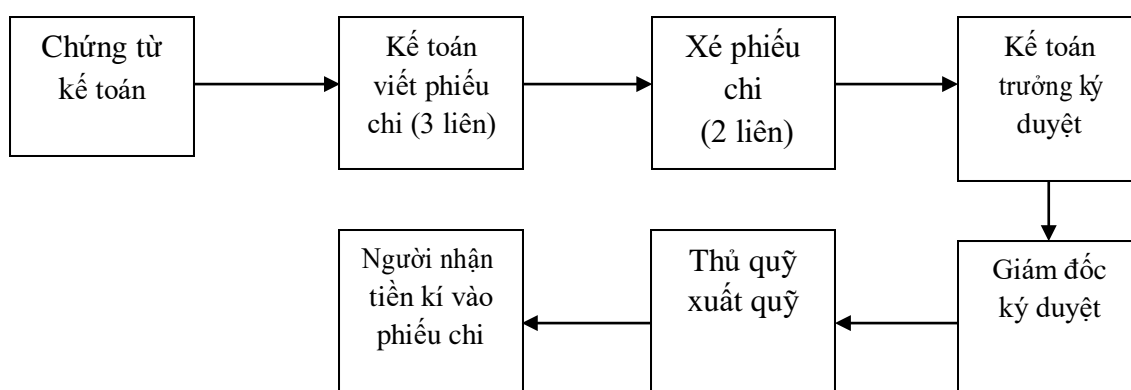 Chứng từ
kế toán
Kế toán
viết phiếu
chi (3 liên)
Xé phiếu
chi
(2 liên)
Kế toán
trưởng ký
duyệt
Giám đốc
ký duyệt
Thủ quỹ
xuất quỹ
Người nhận
tiền kí vào
phiếu chi